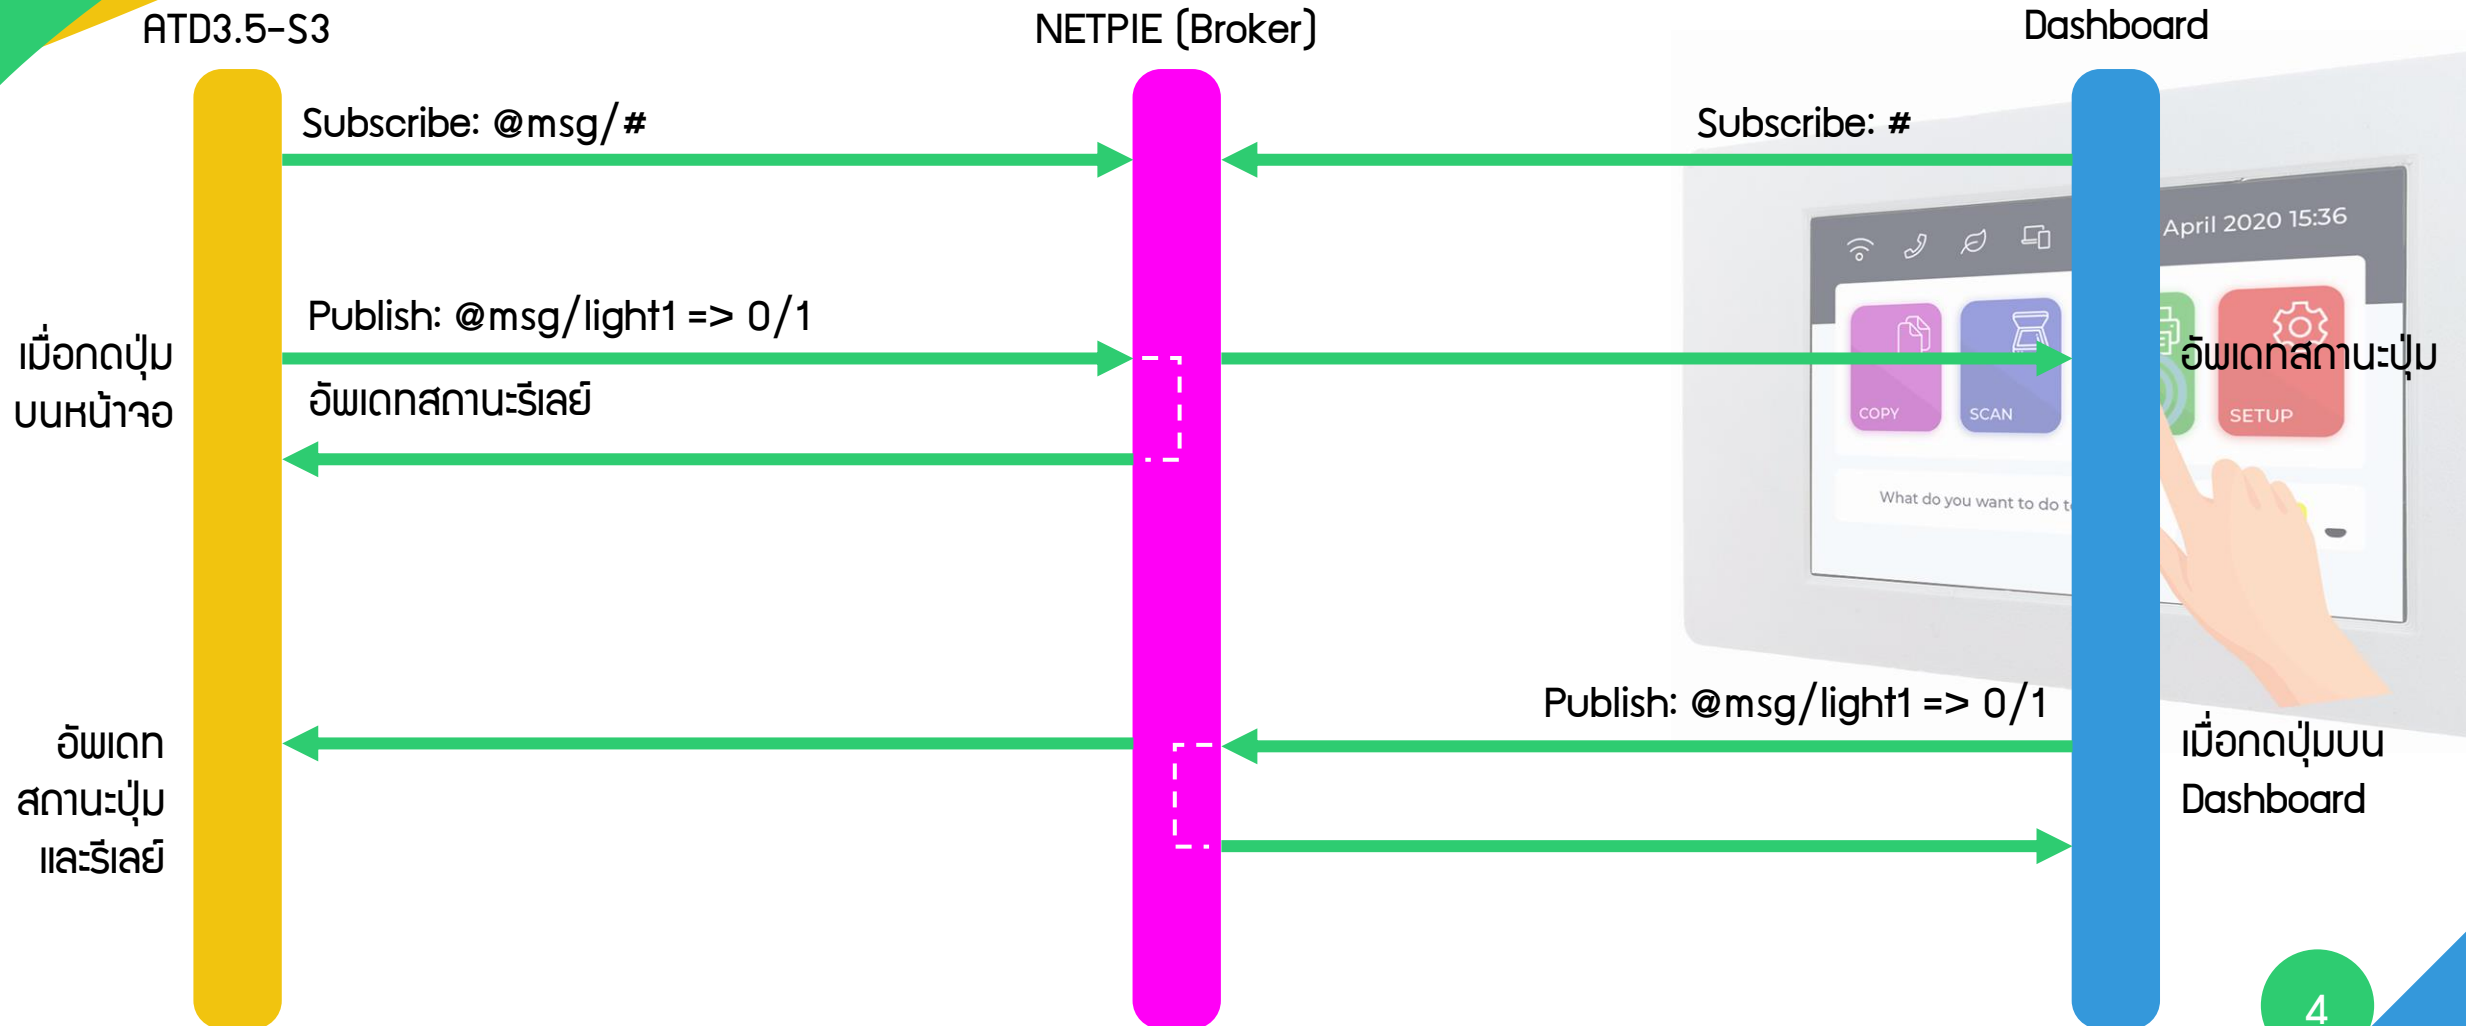 ATD3.5-S3
NETPIE (Broker)
Dashboard
Subscribe: @msg/#
Subscribe: #
April 2020 15:36
Publish: @msg/light1 => 0/1
เมื่อกดปุ่ม
บนหน้าจอ
อัพเดทสถานะรีเลย์
อัพเดทสถานะปุ่ม
COPY
SCAN
SETUP
What do you want to do
Publish: @msg/light1 => 0/1
อัพเดท
สถานะปุ่ม
และรีเลย์
เมื่อกดปุ่มบน
Dashboard
4